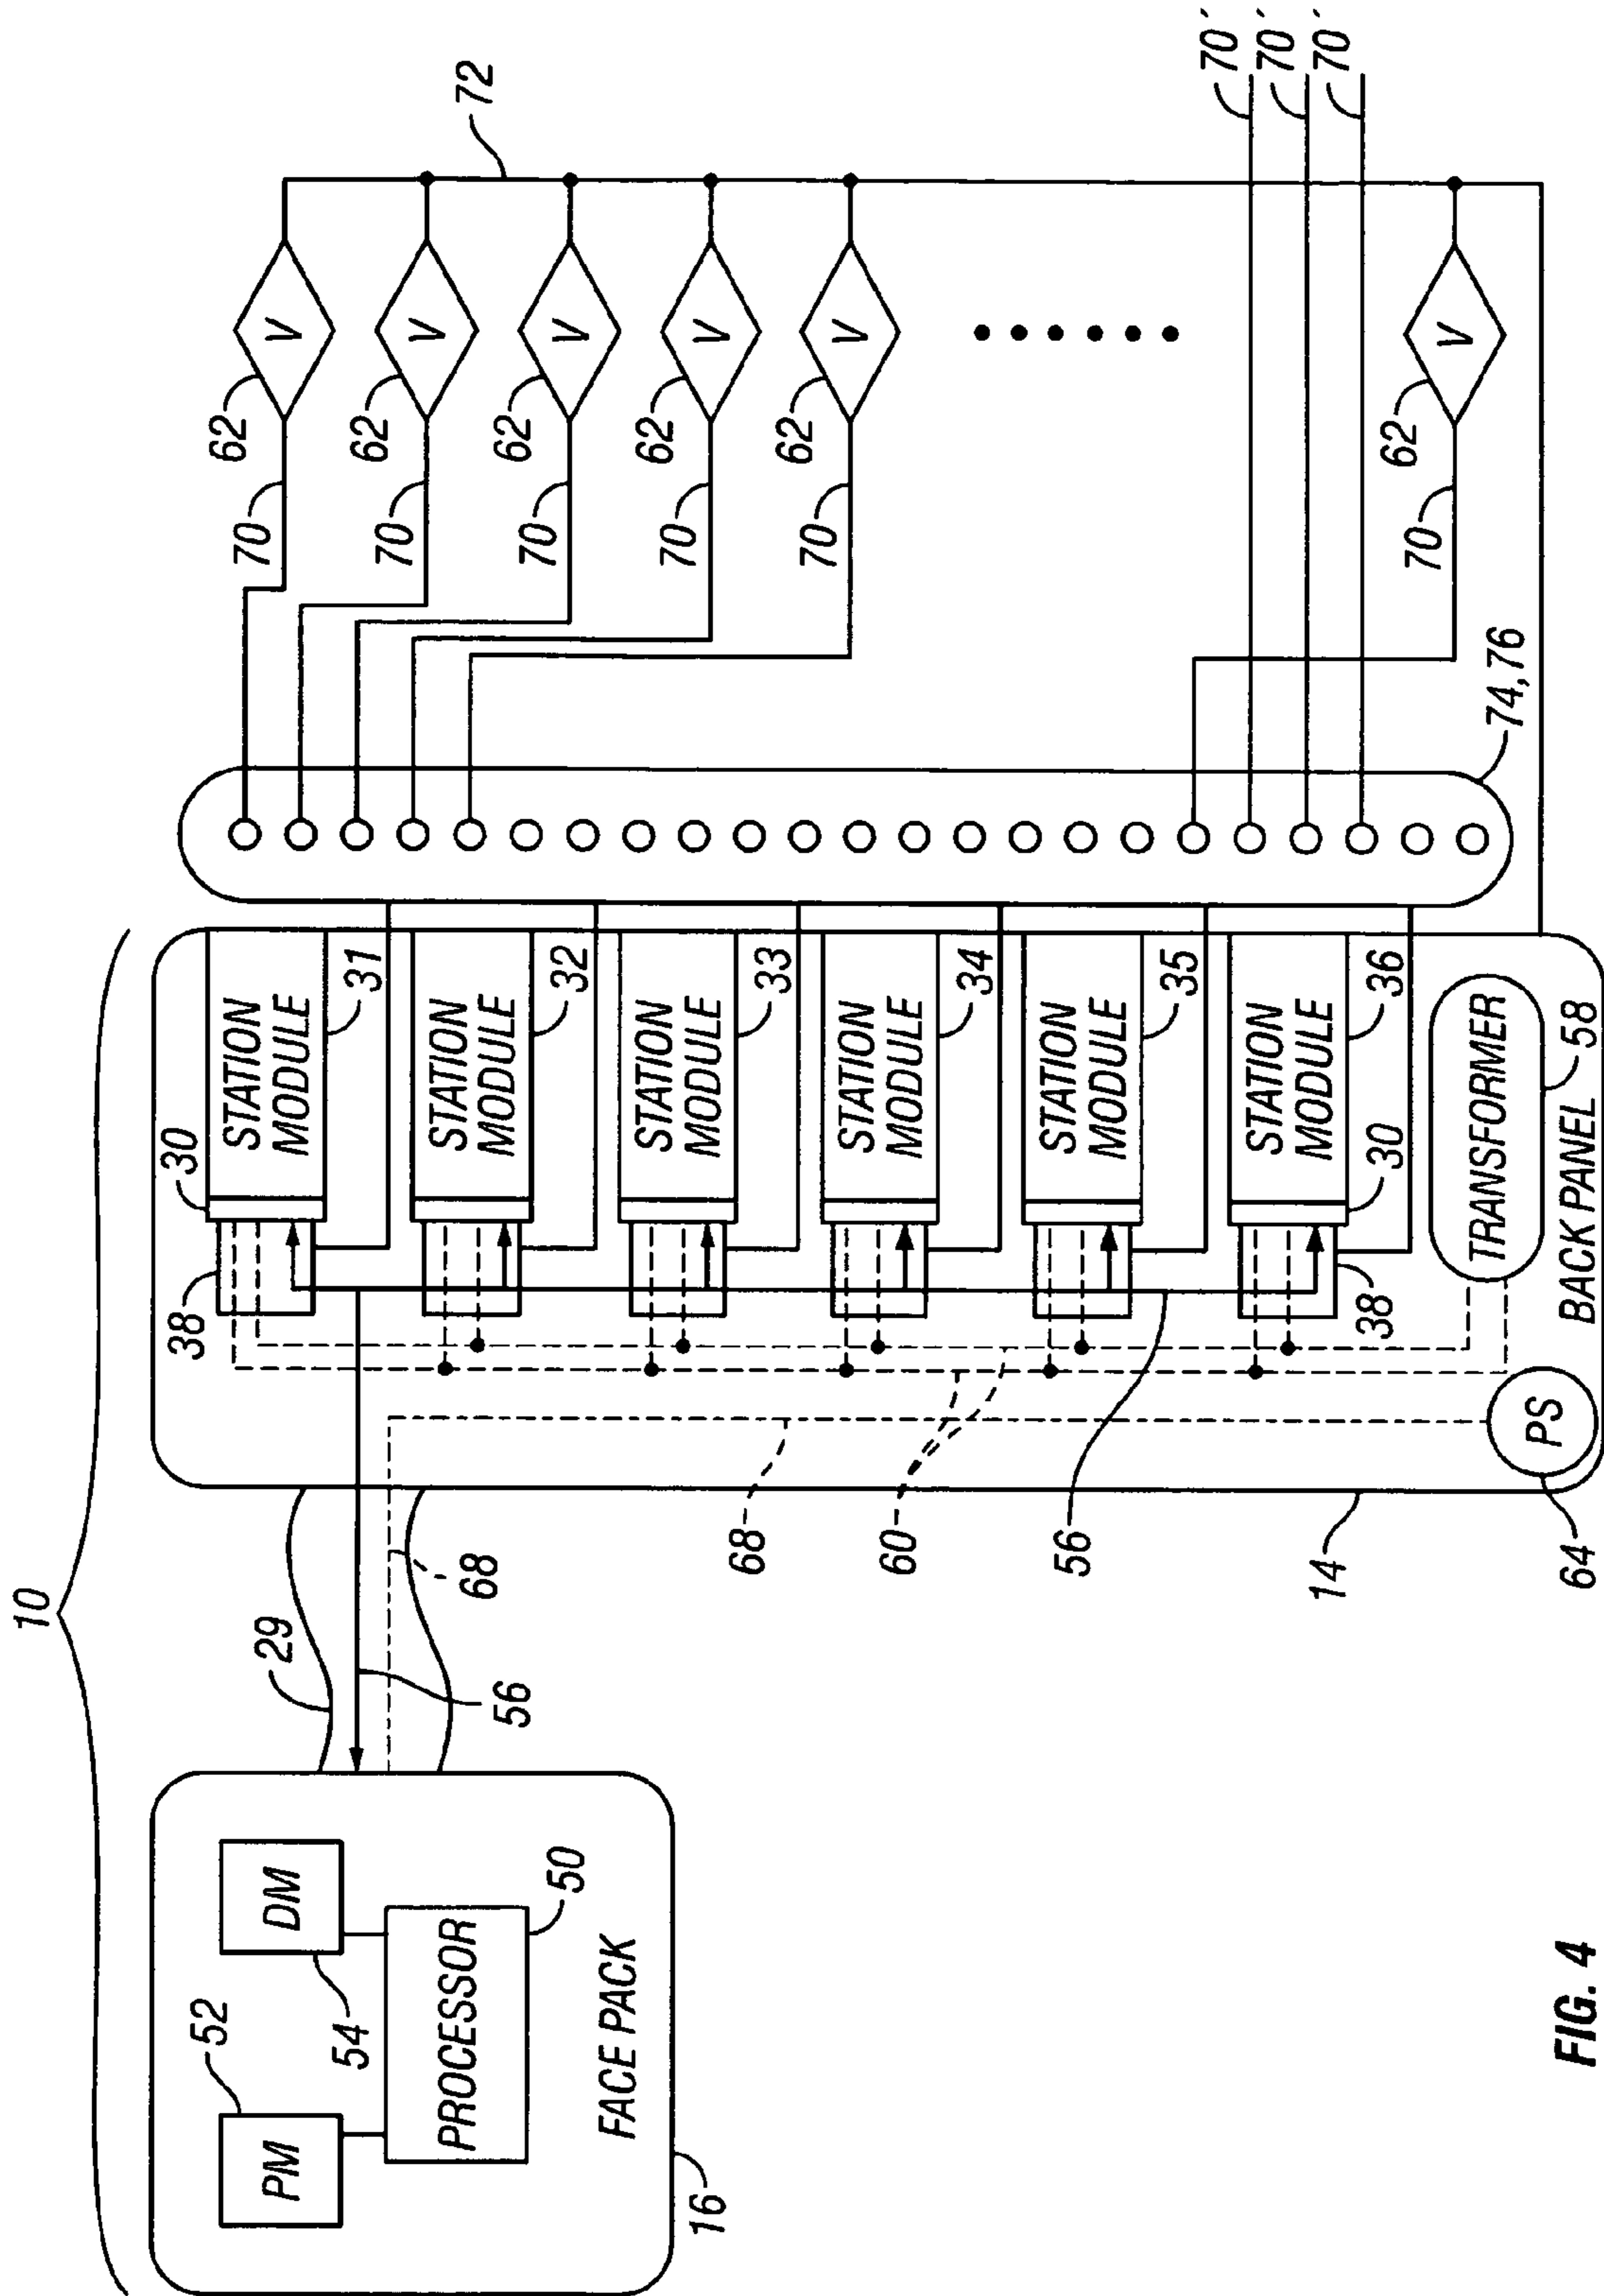 10
PM
52
DM
54
PROCESSOR
50
FACE PACK
16
29
56
68
38
30
STATION
MODULE
31
STATION
MODULE
32
STATION
MODULE
33
STATION
MODULE
34
STATION
MODULE
35
STATION
MODULE
36
30
38
68
60
56
14
64
PS
TRANSFORMER
58
BACK PANEL
74, 76
70
62
V
70
62
V
70
62
V
70
62
V
70
62
V
70
62
V
72
70'
70'
70'
FIG. 4